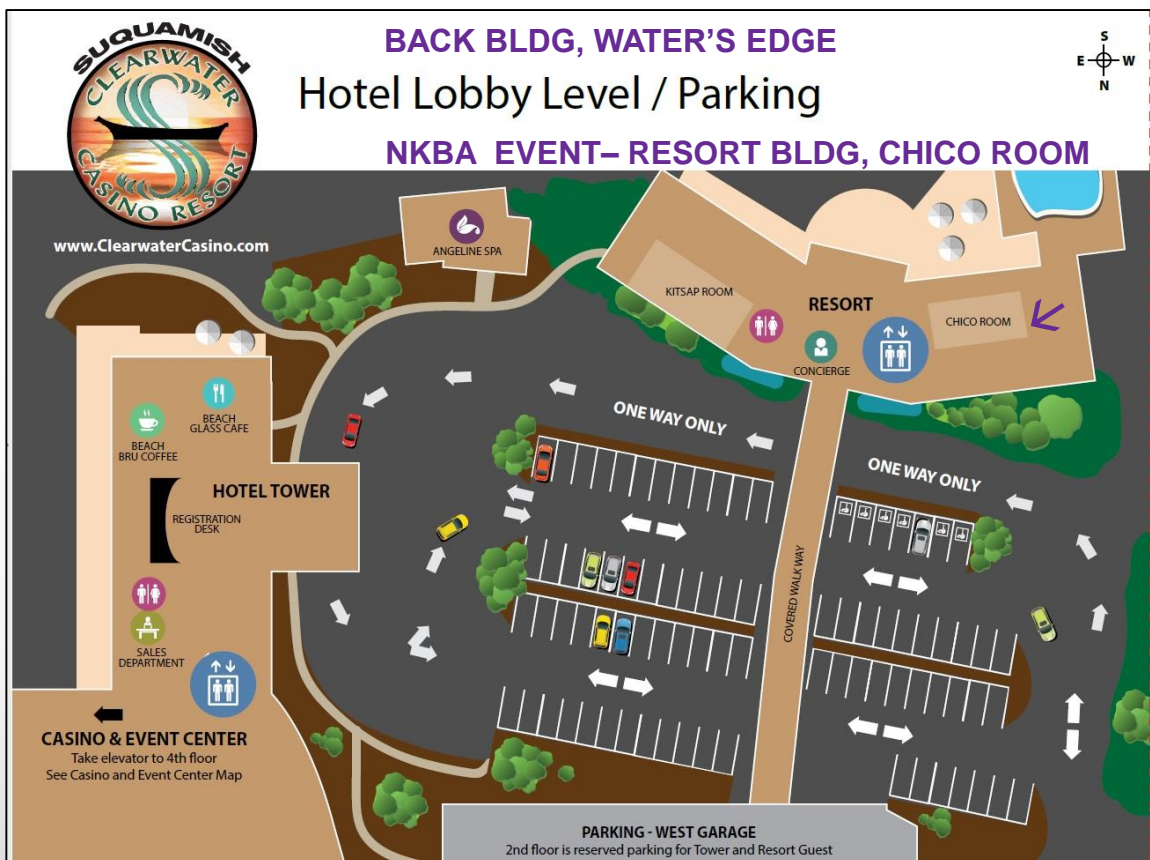 SUQUAMISH
CLEARWATER
CASINO RESORT
www.ClearwaterCasino.com
BACK BLDG, WATER'S EDGE
Hotel Lobby Level / Parking
NKBA EVENT– RESORT BLDG, CHICO ROOM
S
E W
N
ANGELINE SPA
KITSAP ROOM
RESORT
CHICO ROOM
CONCIERGE
BEACH
GLASS CAFE
BEACH
BRU COFFEE
ONE WAY ONLY
ONE WAY ONLY
HOTEL TOWER
REGISTRATION
DESK
COVERED WALK WAY
SALES
DEPARTMENT
CASINO & EVENT CENTER
Take elevator to 4th floor
See Casino and Event Center Map
PARKING - WEST GARAGE
2nd floor is reserved parking for Tower and Resort Guest